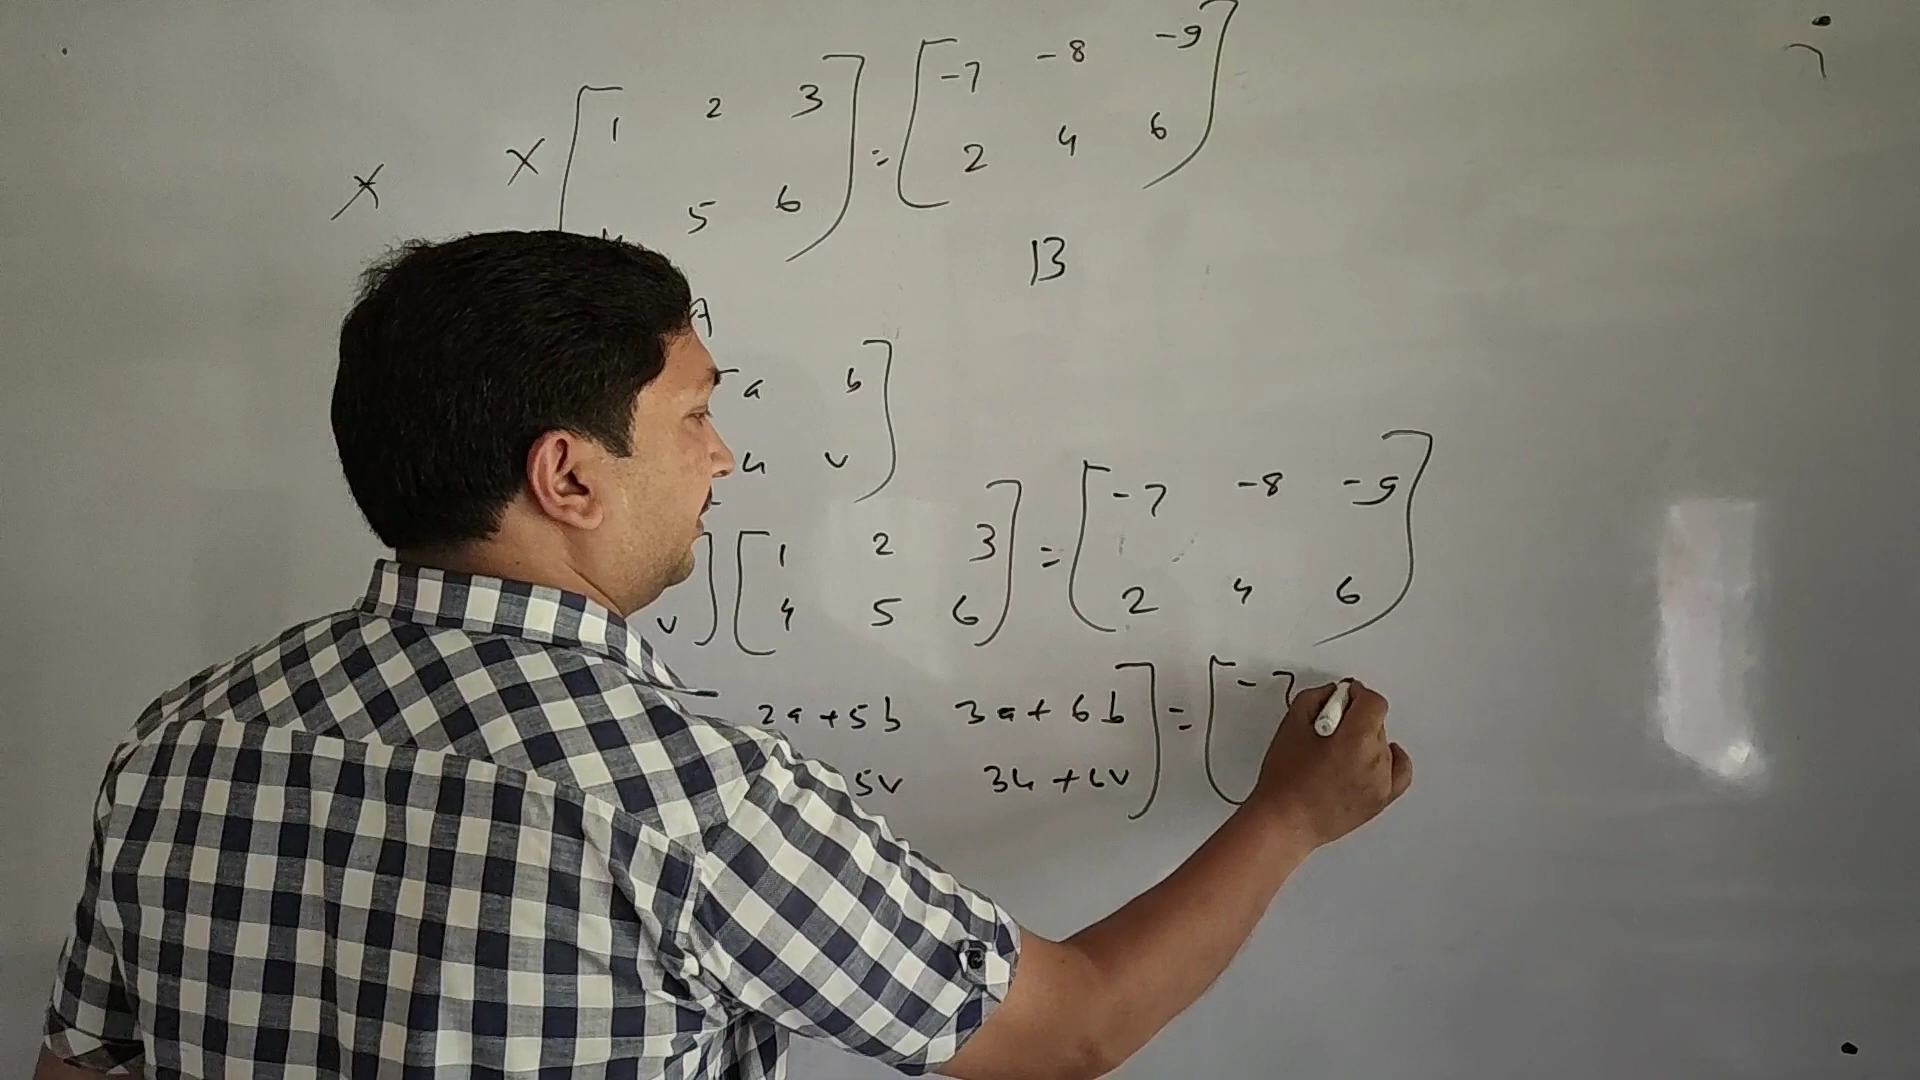 X X [ 1 2 3 ] = [ -7 -8 -9 ]
5 6 2 4 6
A B
a b ]
u v
[ 1 2 3 ] = [ -7 -8 -9 ]
v ] 4 5 6 2 4 6
2a+5b 3a+6b ] = [ -7
5v 3u+6v